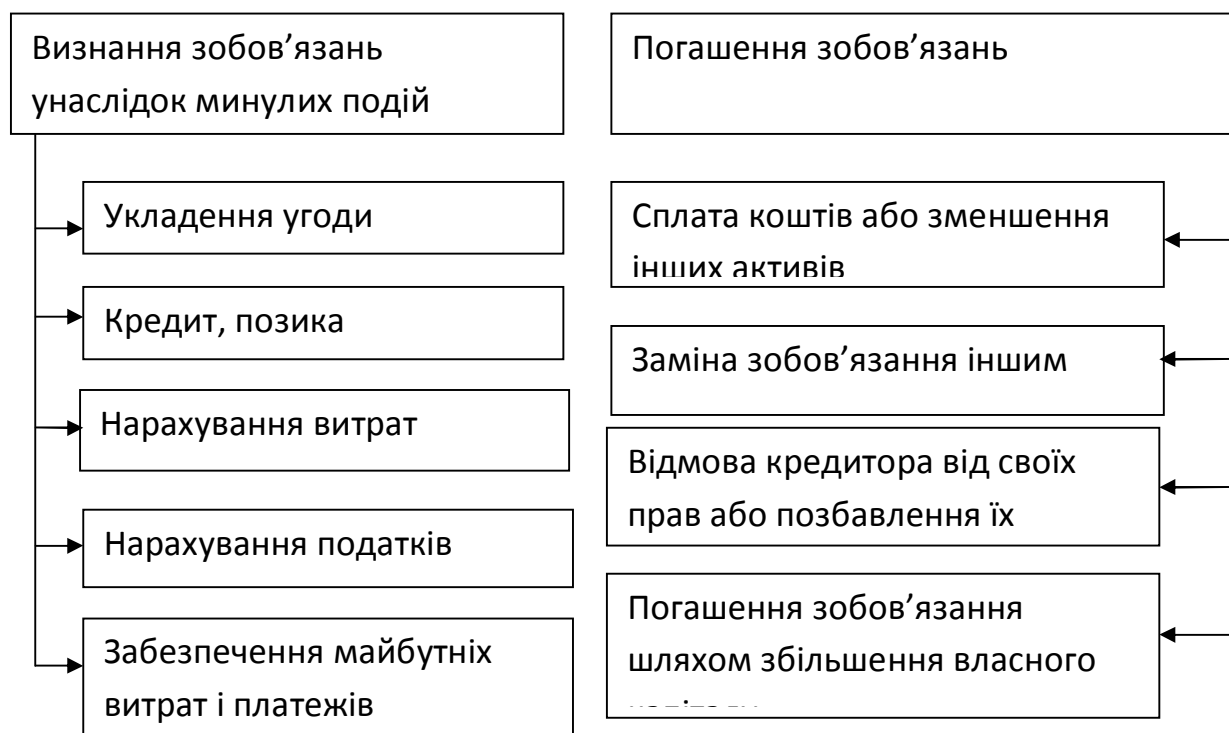 Визнання зобов’язань
унаслідок минулих подій
Укладення угоди
Кредит, позика
Нарахування витрат
Нарахування податків
Забезпечення майбутніх
витрат і платежів
Погашення зобов’язань
Сплата коштів або зменшення
інших активів
Заміна зобов’язання іншим
Відмова кредитора від своїх
прав або позбавлення їх
Погашення зобов’язання
шляхом збільшення власного